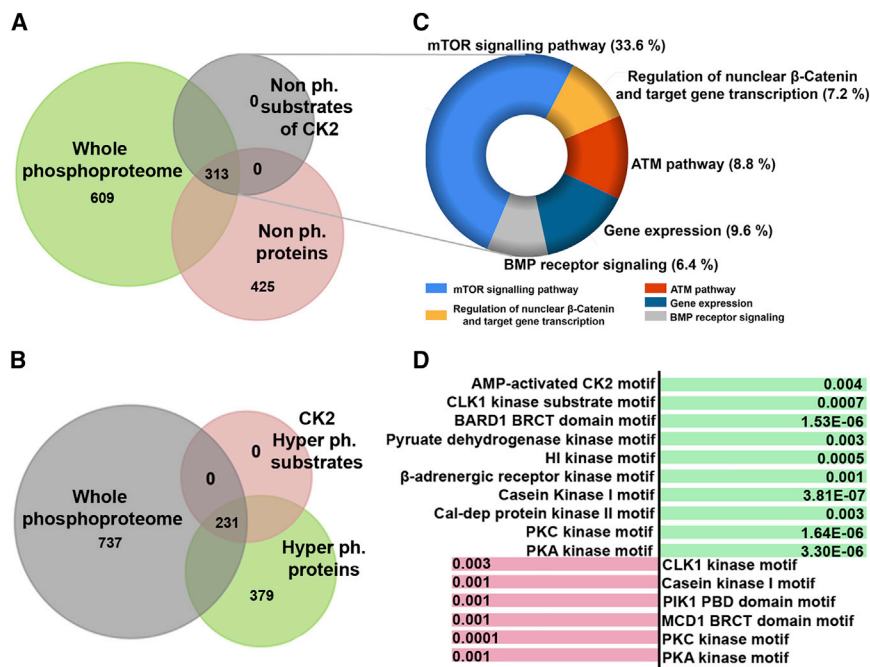 A
Non ph.
substrates
of CK2
0
Whole
phosphoproteome
609
313
0
Non ph.
proteins
425
C
mTOR signalling pathway (33.6 %)
Regulation of nunclear β-Catenin
and target gene transcription (7.2 %)
ATM pathway (8.8 %)
Gene expression (9.6 %)
BMP receptor signaling (6.4 %)
mTOR signalling pathway
Regulation of nunclear β-Catenin
and target gene transcription
ATM pathway
Gene expression
BMP receptor signaling
B
CK2
Hyper ph.
substrates
0
0
Whole
phosphoproteome
737
231
Hyper ph.
proteins
379
D
AMP-activated CK2 motif 0.004
CLK1 kinase substrate motif 0.0007
BARD1 BRCT domain motif 1.53E-06
Pyruate dehydrogenase kinase motif 0.003
HI kinase motif 0.0005
β-adrenergic receptor kinase motif 0.001
Casein Kinase I motif 3.81E-07
Cal-dep protein kinase II motif 0.003
PKC kinase motif 1.64E-06
PKA kinase motif 3.30E-06
0.003 CLK1 kinase motif
0.001 Casein kinase I motif
0.001 PIK1 PBD domain motif
0.001 MCD1 BRCT domain motif
0.0001 PKC kinase motif
0.001 PKA kinase motif